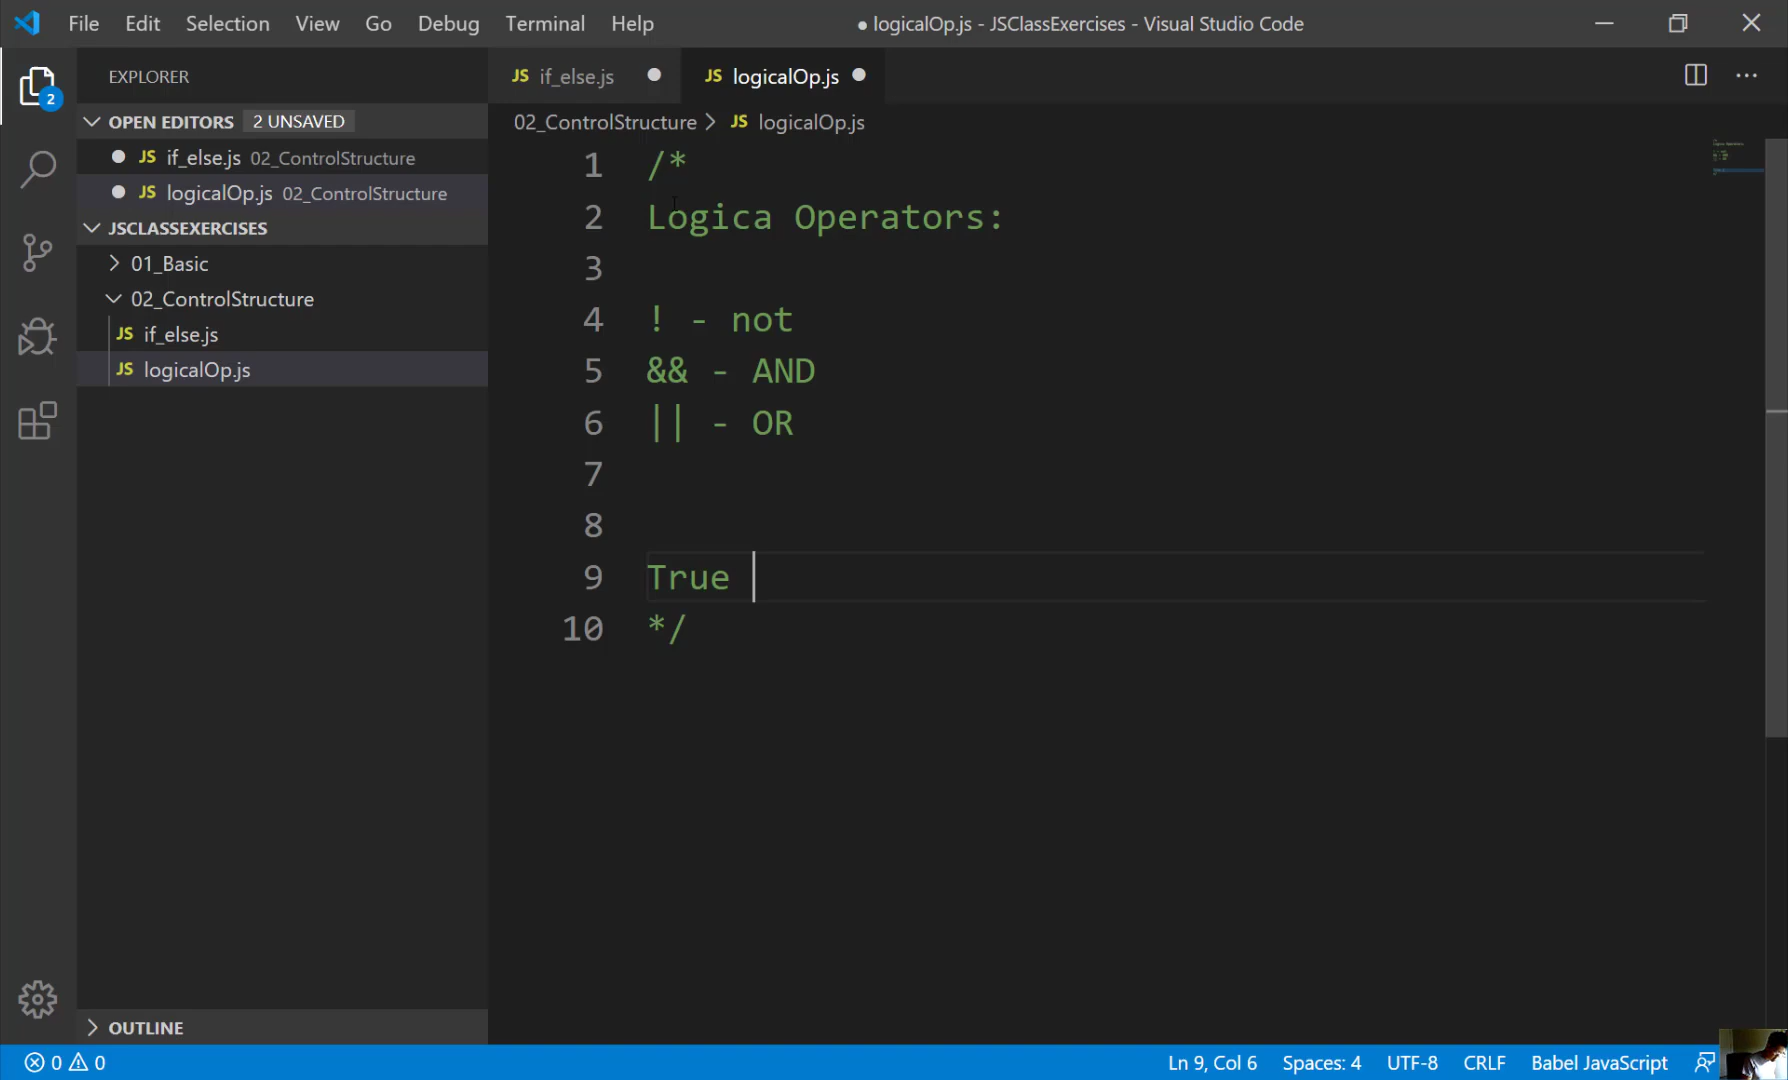 File Edit Selection View Go Debug Terminal Help
● logicalOp.js - JSClassExercises - Visual Studio Code
EXPLORER
2
OPEN EDITORS 2 UNSAVED
JS if_else.js 02_ControlStructure
JS logicalOp.js 02_ControlStructure
JSCLASSEXERCISES
01_Basic
02_ControlStructure
JS if_else.js
JS logicalOp.js
OUTLINE
JS if_else.js
JS logicalOp.js
02_ControlStructure > JS logicalOp.js
1 /*
2 Logica Operators:
3
4 ! - not
5 && - AND
6 || - OR
7
8
9 True
10 */
0 0
Ln 9, Col 6 Spaces: 4 UTF-8 CRLF Babel JavaScript